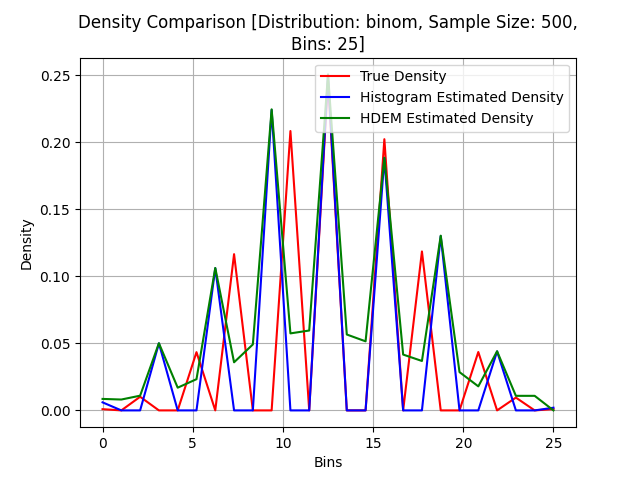 Density Comparison [Distribution: binom, Sample Size: 500,
Bins: 25]
True Density
Histogram Estimated Density
HDEM Estimated Density
Density
0.25
0.20
0.15
0.10
0.05
0.00
0 5 10 15 20 25
Bins